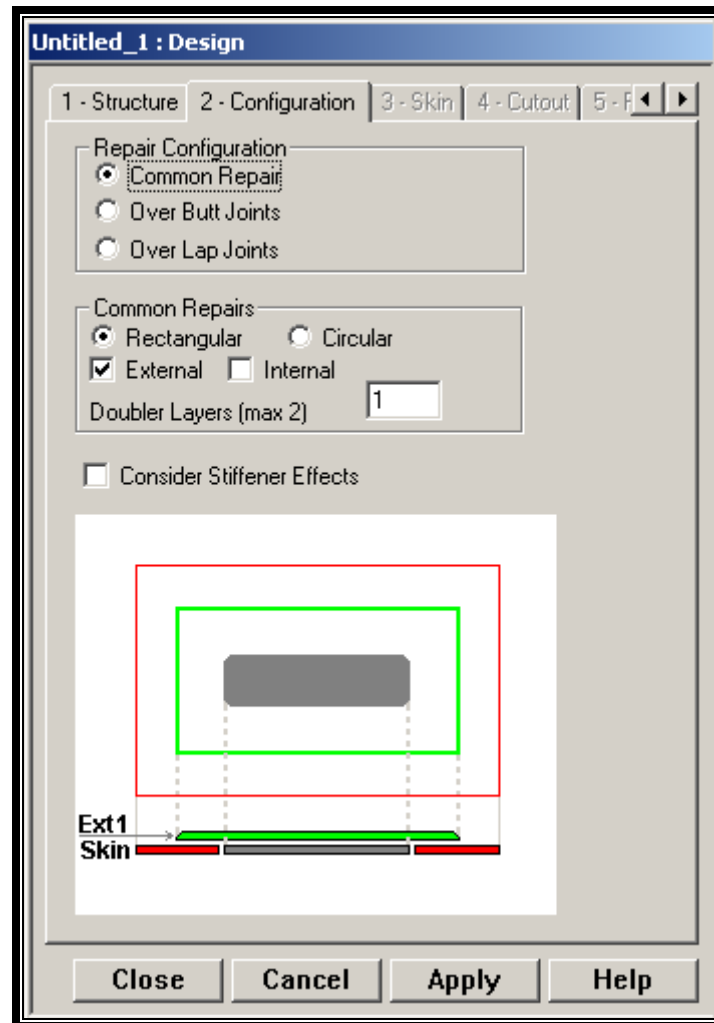 Untitled_1 : Design
1 - Structure 2 - Configuration 3 - Skin 4 - Cutout 5 - F
Repair Configuration
Common Repair
Over Butt Joints
Over Lap Joints
Common Repairs
Rectangular Circular
External Internal
Doubler Layers (max 2) 1
Consider Stiffener Effects
Ext1
Skin
Close Cancel Apply Help